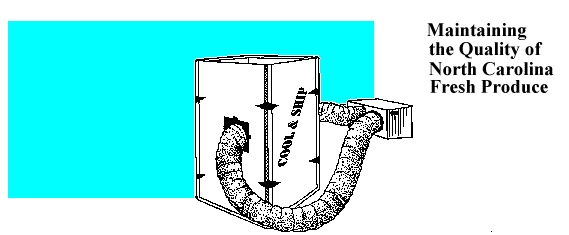 Maintaining
the Quality of
North Carolina
Fresh Produce
COOL & SHIP